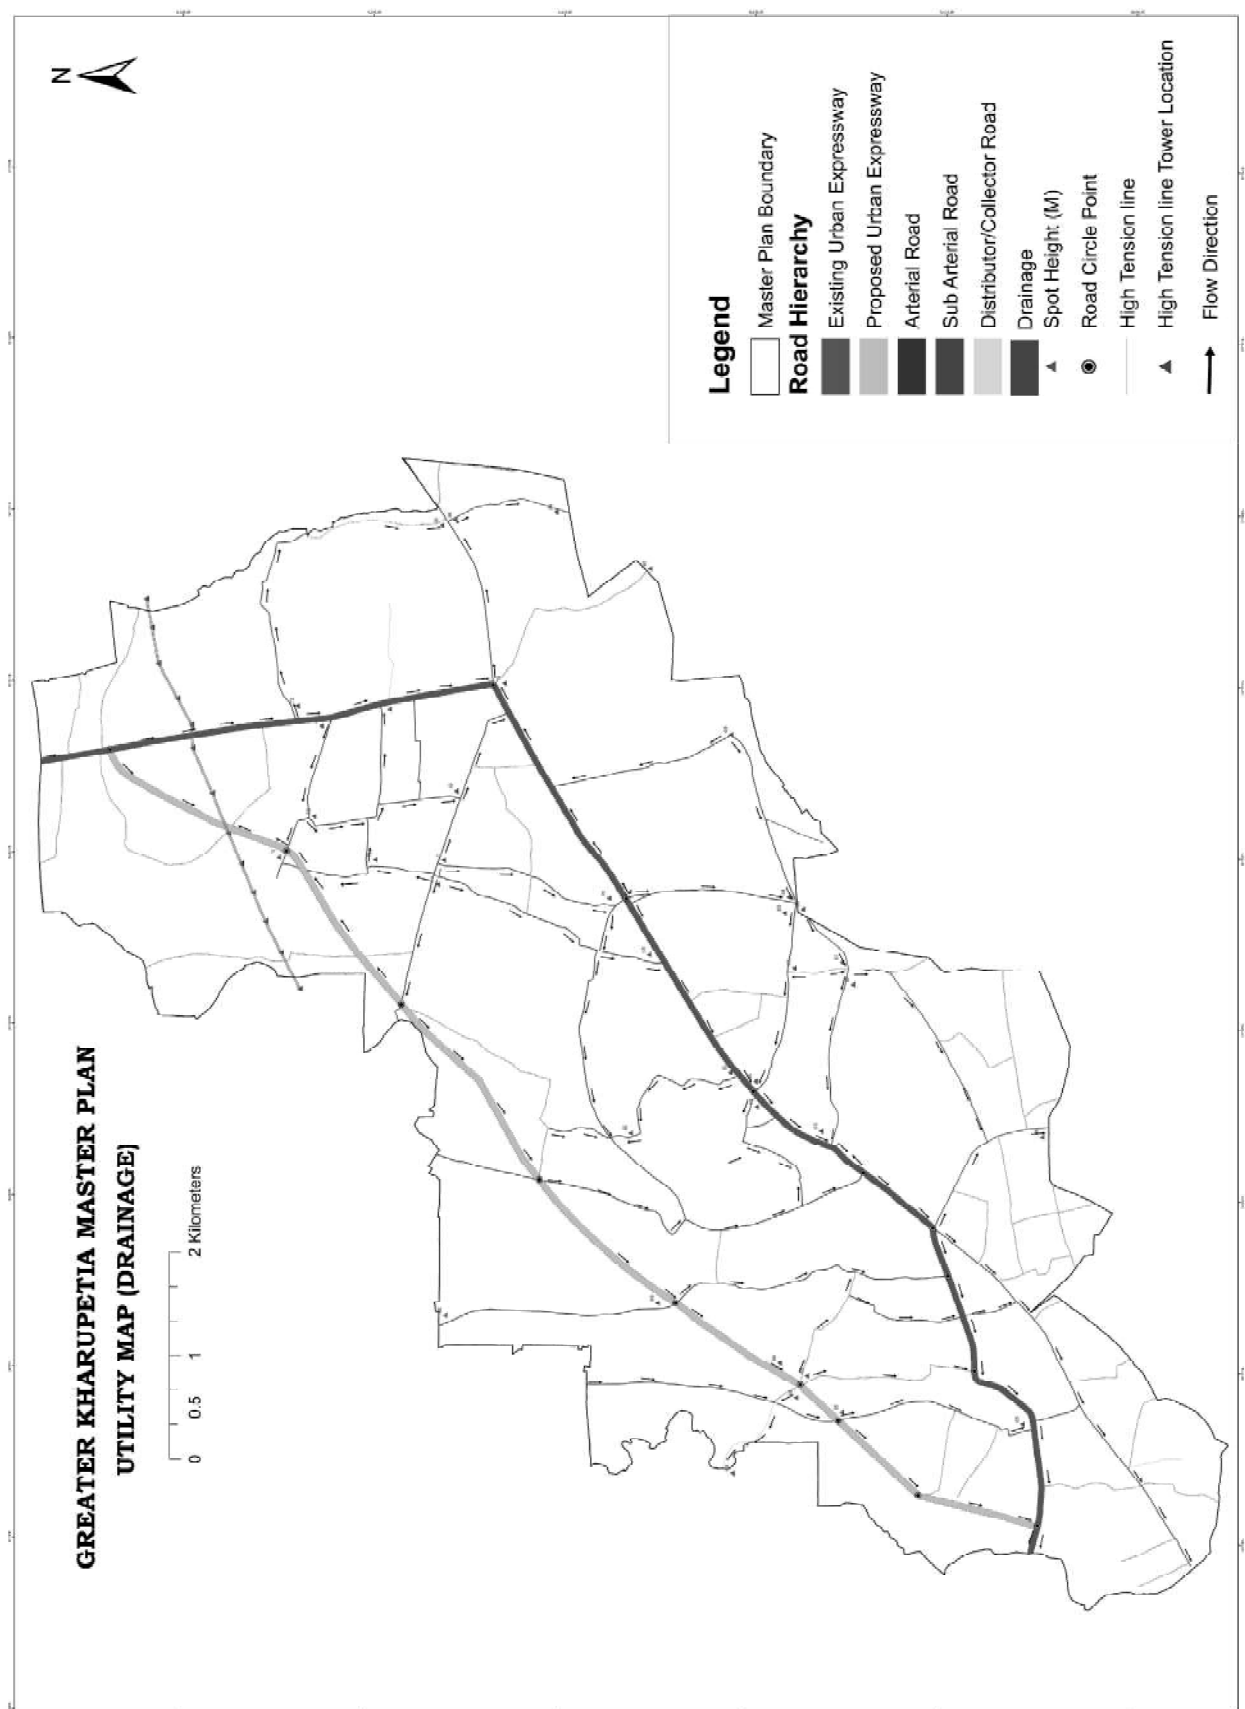 GREATER KHARUPETIA MASTER PLAN
UTILITY MAP (DRAINAGE)
0 0.5 1 2 Kilometers
N
Legend
Master Plan Boundary
Road Hierarchy
Existing Urban Expressway
Proposed Urban Expressway
Arterial Road
Sub Arterial Road
Distributor/Collector Road
Drainage
Spot Height (M)
Road Circle Point
High Tension line
High Tension line Tower Location
Flow Direction